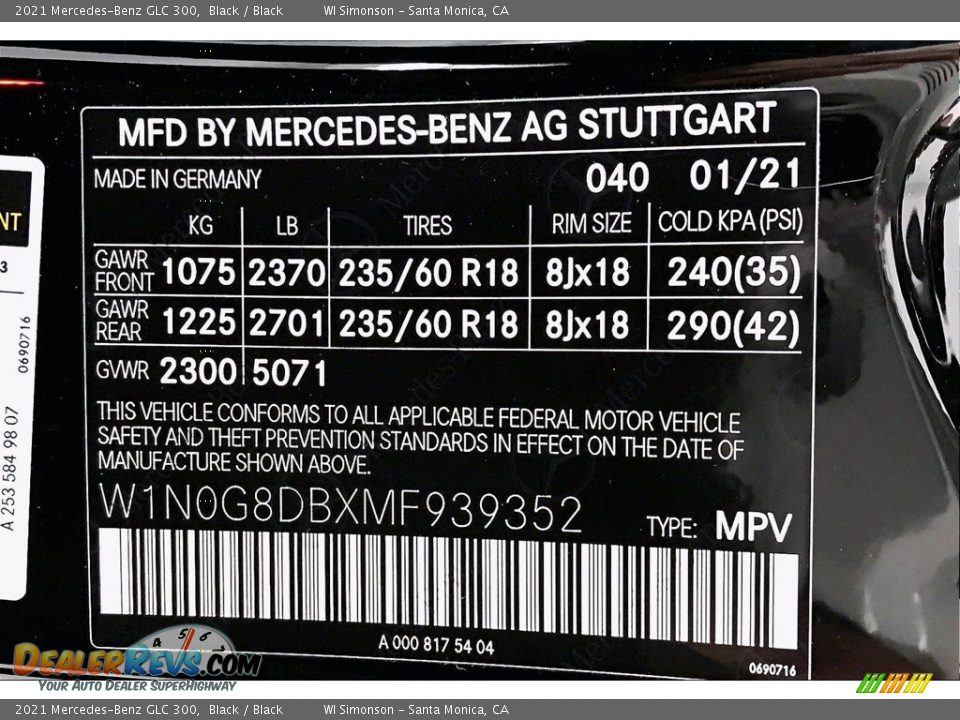 2021 Mercedes-Benz GLC 300, Black / Black WI Simonson - Santa Monica, CA
MFD BY MERCEDES-BENZ AG STUTTGART
MADE IN GERMANY 040 01/21
KG LB TIRES RIM SIZE COLD KPA (PSI)
GAWR FRONT 1075 2370 235/60 R18 8Jx18 240(35)
GAWR REAR 1225 2701 235/60 R18 8Jx18 290(42)
GVWR 2300 5071
THIS VEHICLE CONFORMS TO ALL APPLICABLE FEDERAL MOTOR VEHICLE
SAFETY AND THEFT PREVENTION STANDARDS IN EFFECT ON THE DATE OF
MANUFACTURE SHOWN ABOVE.
W1N0G8DBXMF939352 TYPE: MPV
A 000 817 54 04
0690716
NT
3
0690716
A 253 584 98 07
4 5 6
DEALERREVS.COM
YOUR AUTO DEALER SUPERHIGHWAY
2021 Mercedes-Benz GLC 300, Black / Black WI Simonson - Santa Monica, CA